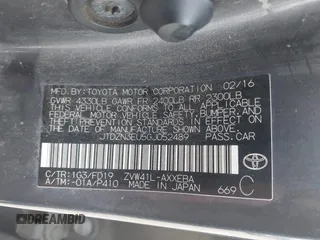 MFD. BY: TOYOTA MOTOR CORPORATION 02/16
GVWR 4330LB GAWR FR 2400LB RR 2300LB
THIS VEHICLE CONFORMS TO ALL APPLICABLE
FEDERAL MOTOR VEHICLE SAFETY, BUMPER, AND
THEFT PREVENTION STANDARDS IN EFFECT ON
THE DATE OF MANUFACTURE SHOWN ABOVE.
JTDZN3EU5GJ052489 PASS.CAR
C/TR: 1G3/FD19 ZVW41L-AXXEBA
A/TM: -01A/P410 MADE IN JAPAN
669 C
DREAMBID